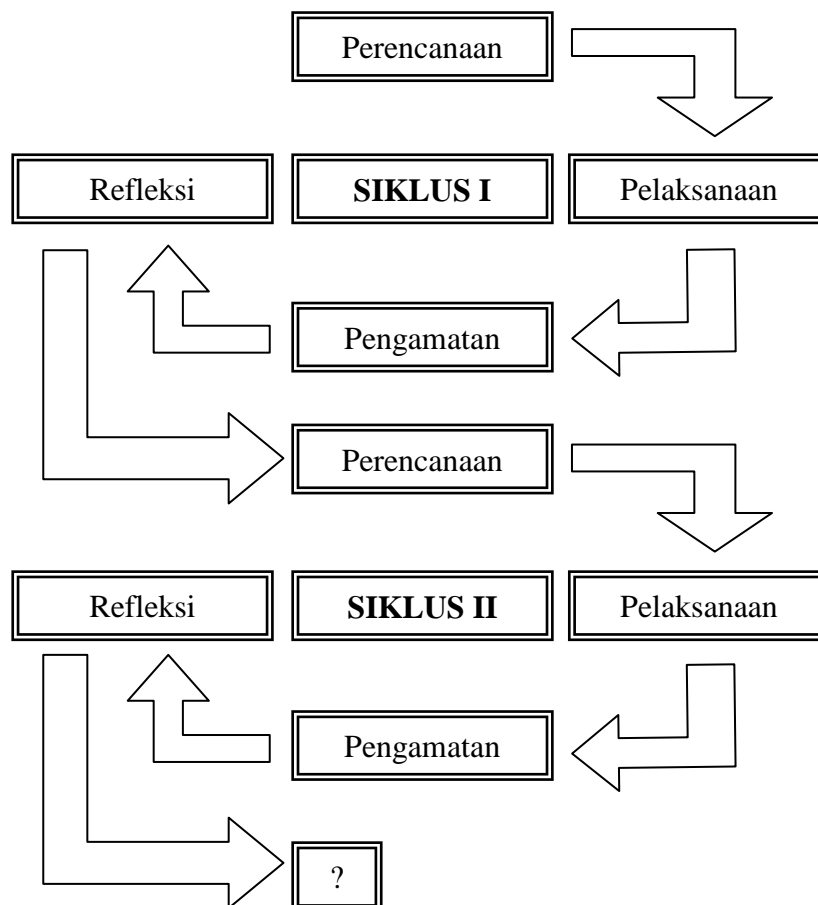 Perencanaan
Refleksi
SIKLUS I
Pelaksanaan
Pengamatan
Perencanaan
Refleksi
SIKLUS II
Pelaksanaan
Pengamatan
?